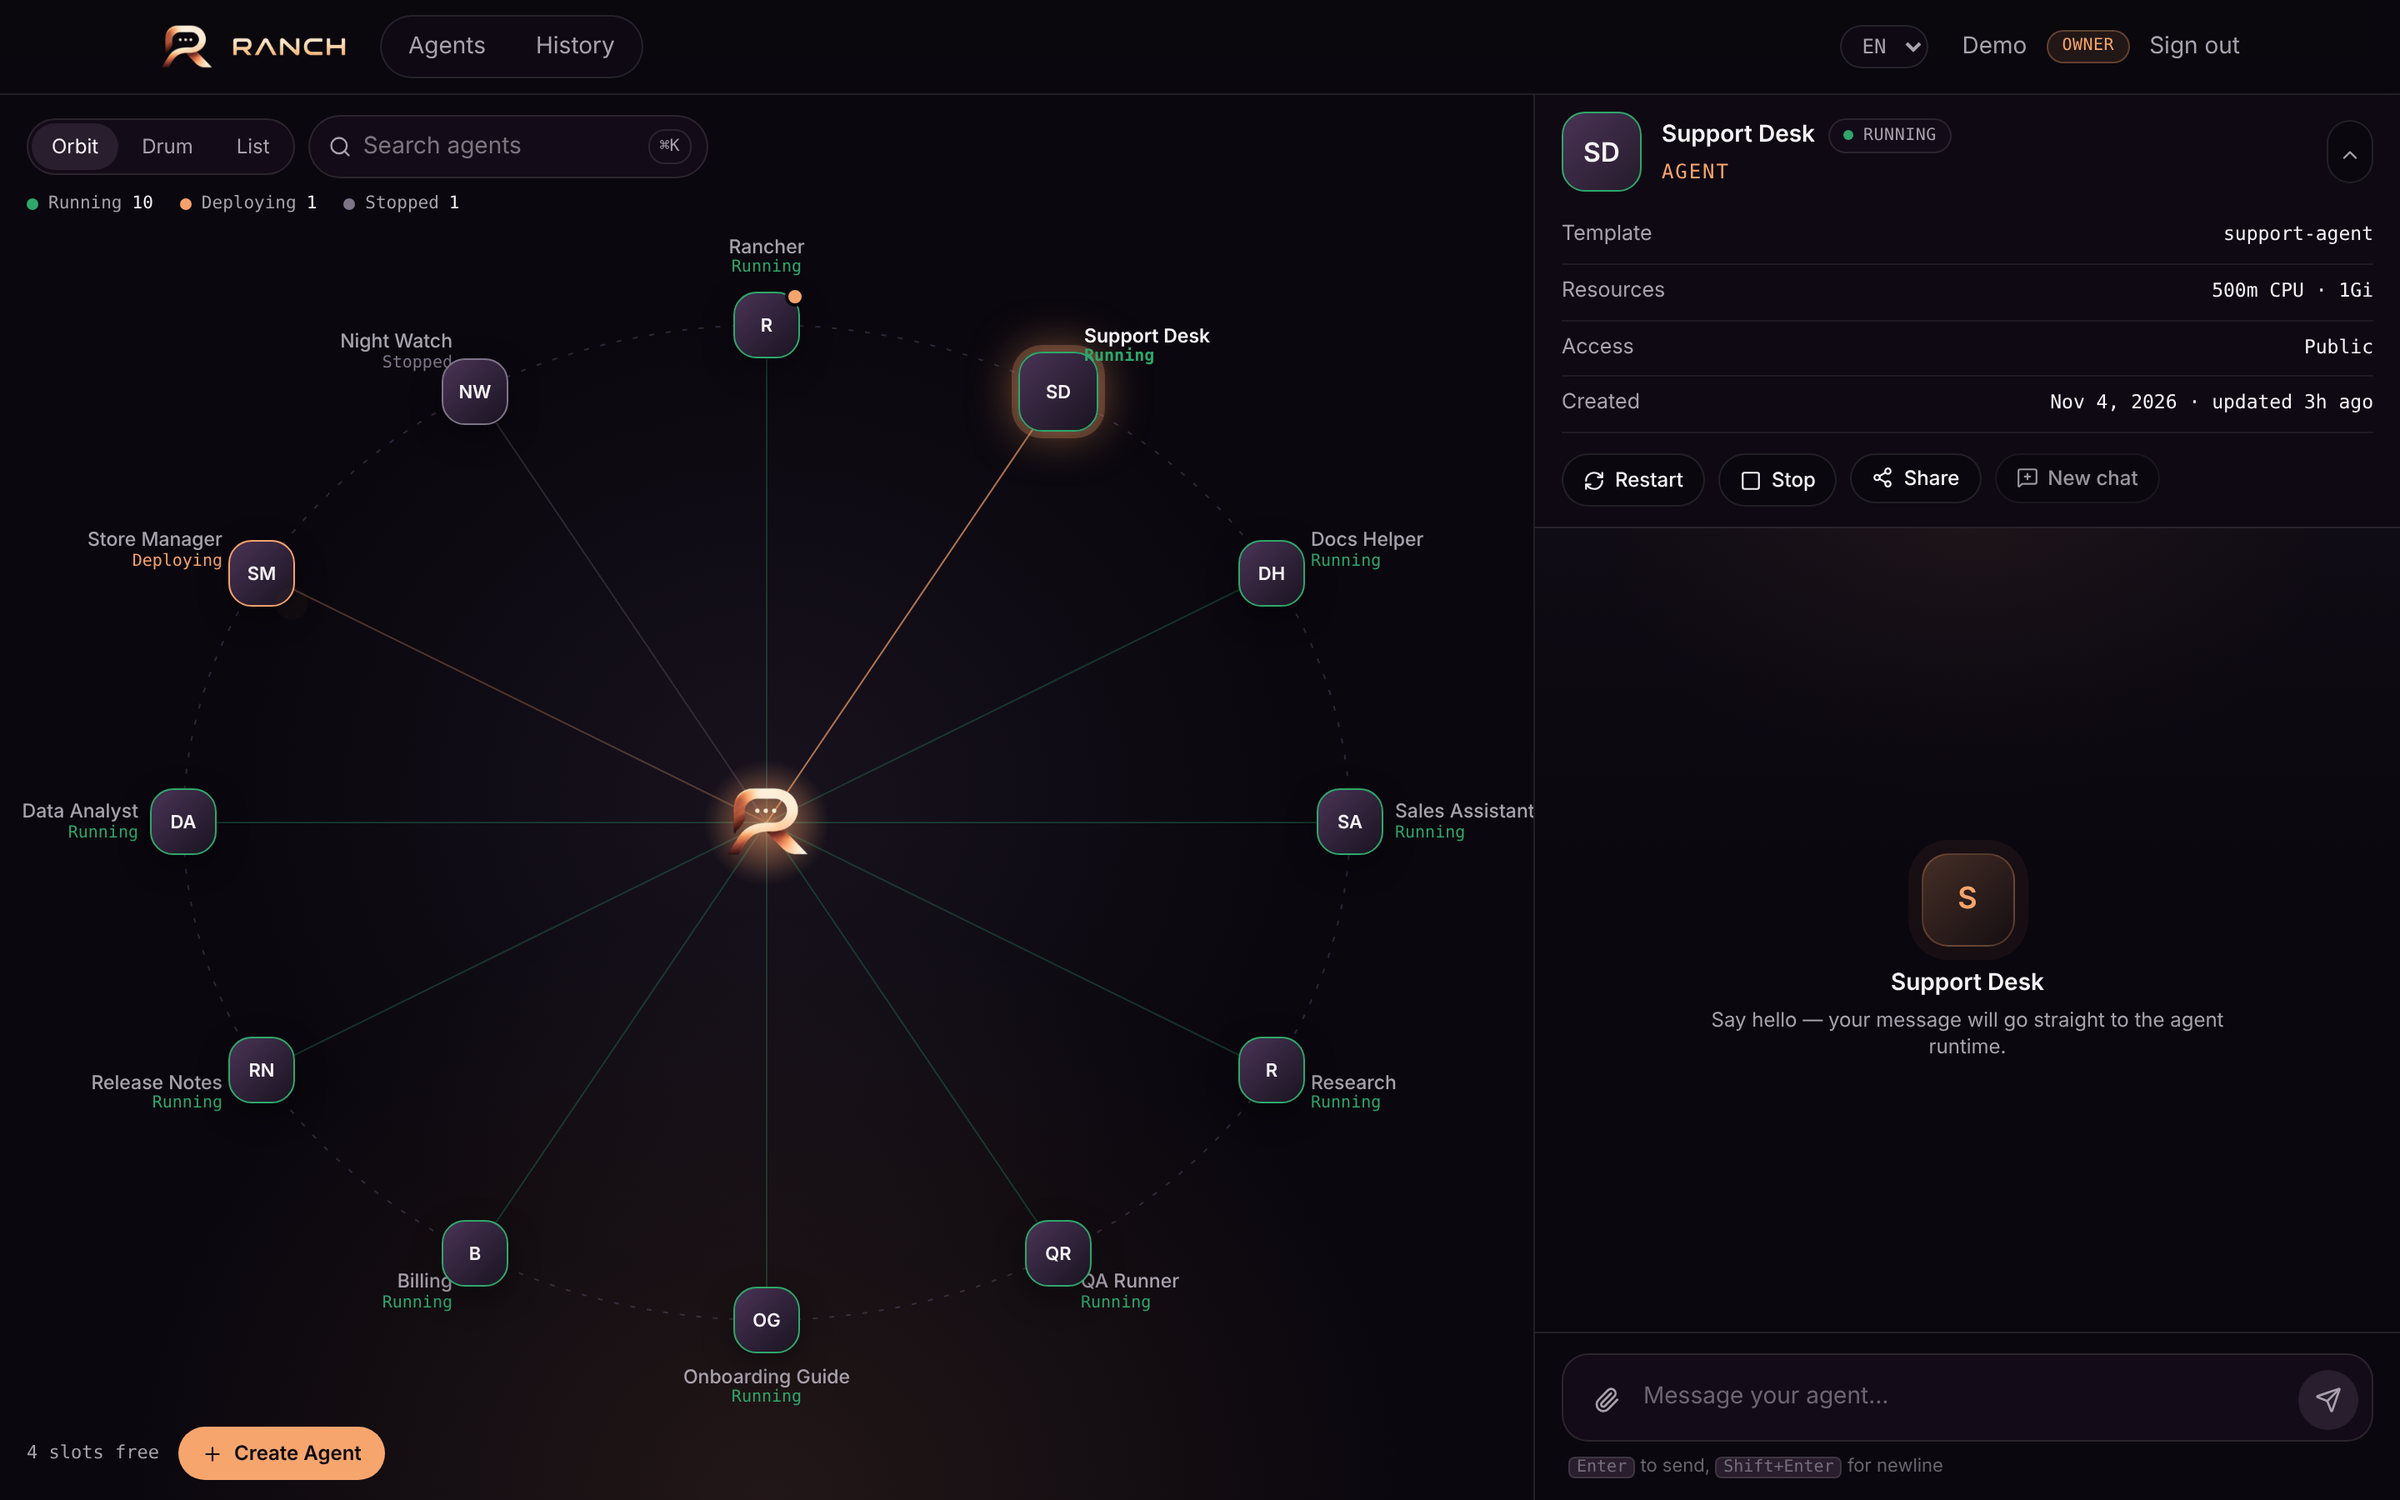 RANCH
Agents
History
EN
Demo
OWNER
Sign out
Orbit
Drum
List
Search agents
⌘K
Running 10
Deploying 1
Stopped 1
Rancher
Running
R
Night Watch
Stopped
NW
Support Desk
Running
SD
Store Manager
Deploying
SM
Docs Helper
Running
DH
Data Analyst
Running
DA
Sales Assistant
Running
SA
Release Notes
Running
RN
Research
Running
R
Billing
Running
B
QA Runner
Running
QR
OG
Onboarding Guide
Running
4 slots free
+ Create Agent
SD
Support Desk
RUNNING
AGENT
Template support-agent
Resources 500m CPU · 1Gi
Access Public
Created Nov 4, 2026 · updated 3h ago
Restart
Stop
Share
New chat
S
Support Desk
Say hello — your message will go straight to the agent
runtime.
Message your agent...
Enter to send, Shift+Enter for newline